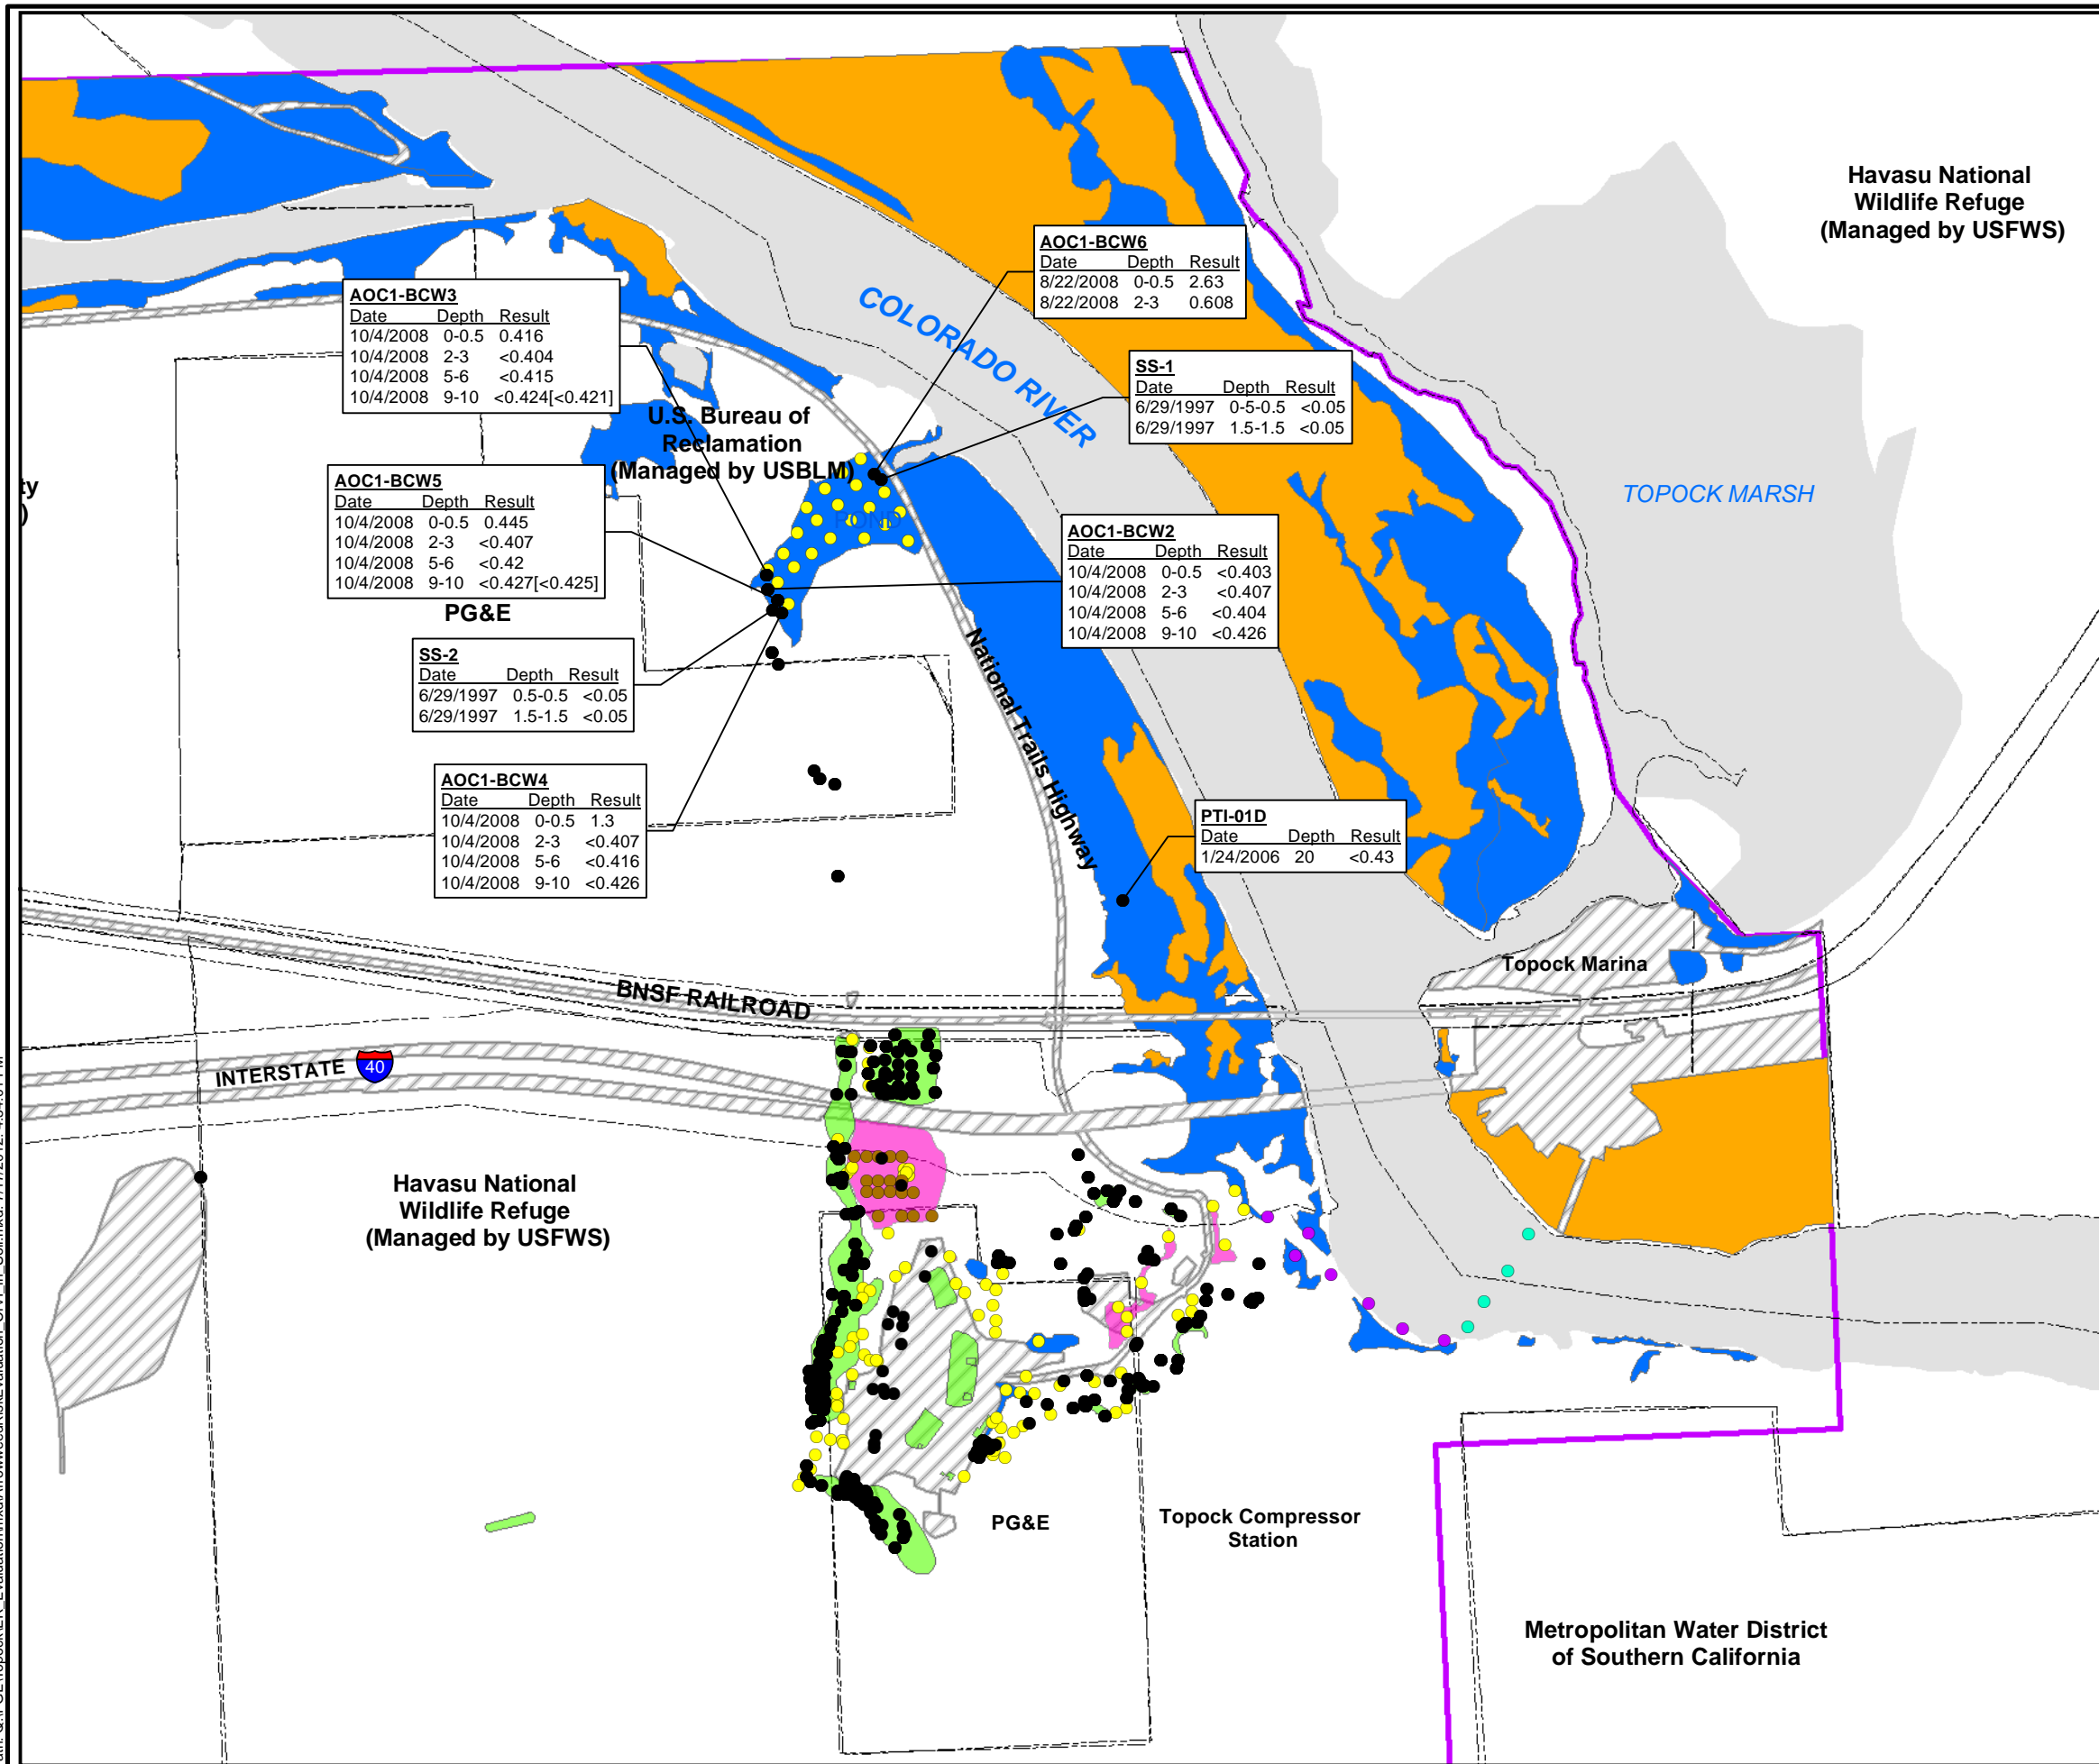 Havasu National
Wildlife Refuge
(Managed by USFWS)
AOC1-BCW6
Date Depth Result
8/22/2008 0-0.5 2.63
8/22/2008 2-3 0.608
AOC1-BCW3
Date Depth Result
10/4/2008 0-0.5 0.416
10/4/2008 2-3 <0.404
10/4/2008 5-6 <0.415
10/4/2008 9-10 <0.424[<0.421]
COLORADO RIVER
SS-1
Date Depth Result
6/29/1997 0-5-0.5 <0.05
6/29/1997 1.5-1.5 <0.05
U.S. Bureau of
Reclamation
(Managed by USBLM)
ty
)
TOPOCK MARSH
AOC1-BCW5
Date Depth Result
10/4/2008 0-0.5 0.445
10/4/2008 2-3 <0.407
10/4/2008 5-6 <0.42
10/4/2008 9-10 <0.427[<0.425]
POND
AOC1-BCW2
Date Depth Result
10/4/2008 0-0.5 <0.403
10/4/2008 2-3 <0.407
10/4/2008 5-6 <0.404
10/4/2008 9-10 <0.426
PG&E
SS-2
Date Depth Result
6/29/1997 0.5-0.5 <0.05
6/29/1997 1.5-1.5 <0.05
National Trails Highway
AOC1-BCW4
Date Depth Result
10/4/2008 0-0.5 1.3
10/4/2008 2-3 <0.407
10/4/2008 5-6 <0.416
10/4/2008 9-10 <0.426
PTI-01D
Date Depth Result
1/24/2006 20 <0.43
Topock Marina
BNSF RAILROAD
INTERSTATE 40
Havasu National
Wildlife Refuge
(Managed by USFWS)
PG&E
Topock Compressor
Station
Metropolitan Water District
of Southern California